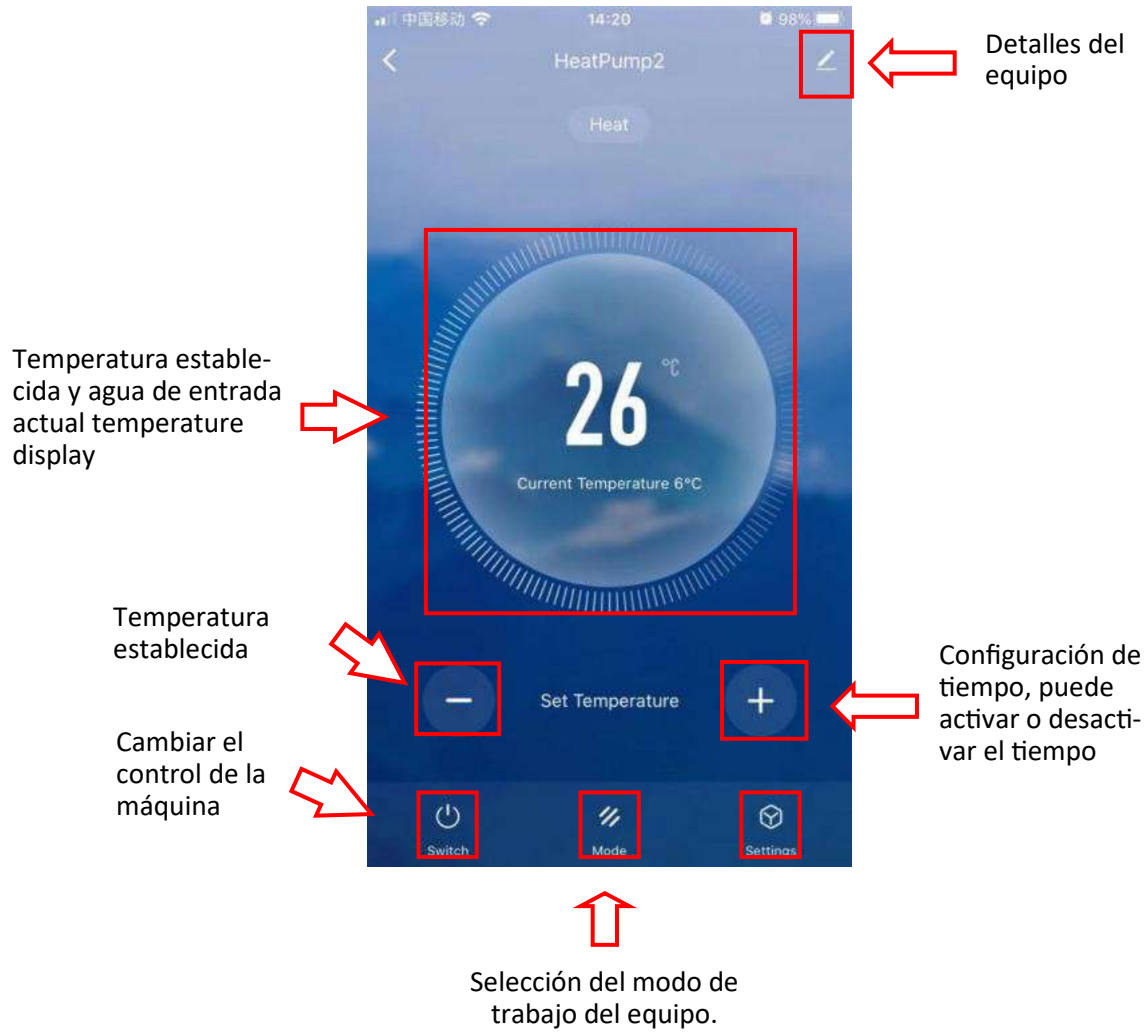 中国移动 14:20 98%
HeatPump2
Detalles del
equipo
Heat
Temperatura estable-
cida y agua de entrada
actual temperature
display
26 °C
Current Temperature 6°C
Temperatura
establecida
Set Temperature
Configuración de
tiempo, puede
activar o desacti-
var el tiempo
Cambiar el
control de la
máquina
Switch
Mode
Settings
Selección del modo de
trabajo del equipo.